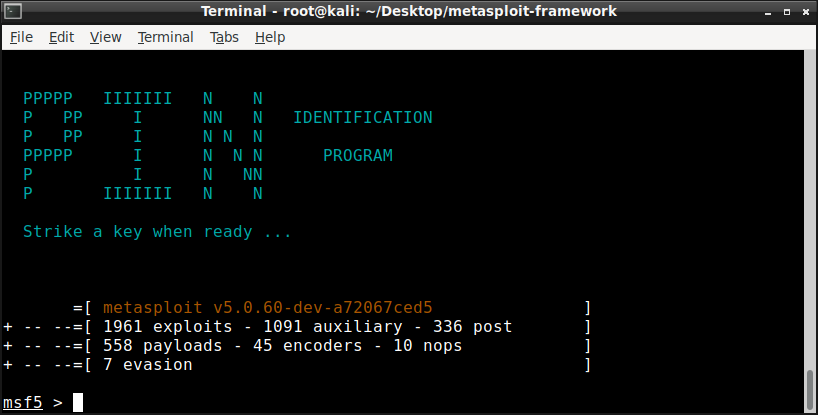 Terminal - root@kali: ~/Desktop/metasploit-framework
File Edit View Terminal Tabs Help
PPPPP   IIIIIII   N    N
P   PP     I      NN   N   IDENTIFICATION
P   PP     I      N N  N
PPPPP      I      N  N N      PROGRAM
P          I      N   NN
P       IIIIIII   N    N
Strike a key when ready ...
=[ metasploit v5.0.60-dev-a72067ced5               ]
+ -- --=[ 1961 exploits - 1091 auxiliary - 336 post       ]
+ -- --=[ 558 payloads - 45 encoders - 10 nops            ]
+ -- --=[ 7 evasion                                       ]
msf5 >